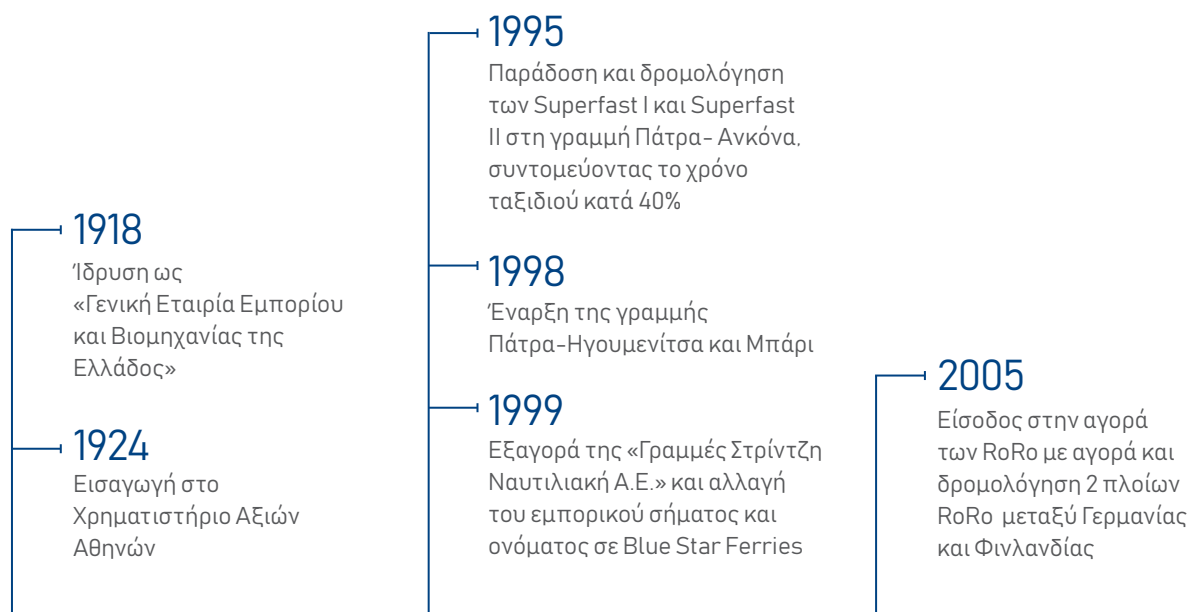 1918
Ίδρυση ως
«Γενική Εταιρία Εμπορίου
και Βιομηχανίας της
Ελλάδος»
1924
Εισαγωγή στο
Χρηματιστήριο Αξιών
Αθηνών
1995
Παράδοση και δρομολόγηση
των Superfast I και Superfast
II στη γραμμή Πάτρα- Ανκόνα,
συντομεύοντας το χρόνο
ταξιδιού κατά 40%
1998
Έναρξη της γραμμής
Πάτρα-Ηγουμενίτσα και Μπάρι
1999
Εξαγορά της «Γραμμές Στρίντζη
Ναυτιλιακή Α.Ε.» και αλλαγή
του εμπορικού σήματος και
ονόματος σε Blue Star Ferries
2005
Είσοδος στην αγορά
των RoRo με αγορά και
δρομολόγηση 2 πλοίων
RoRo μεταξύ Γερμανίας
και Φινλανδίας